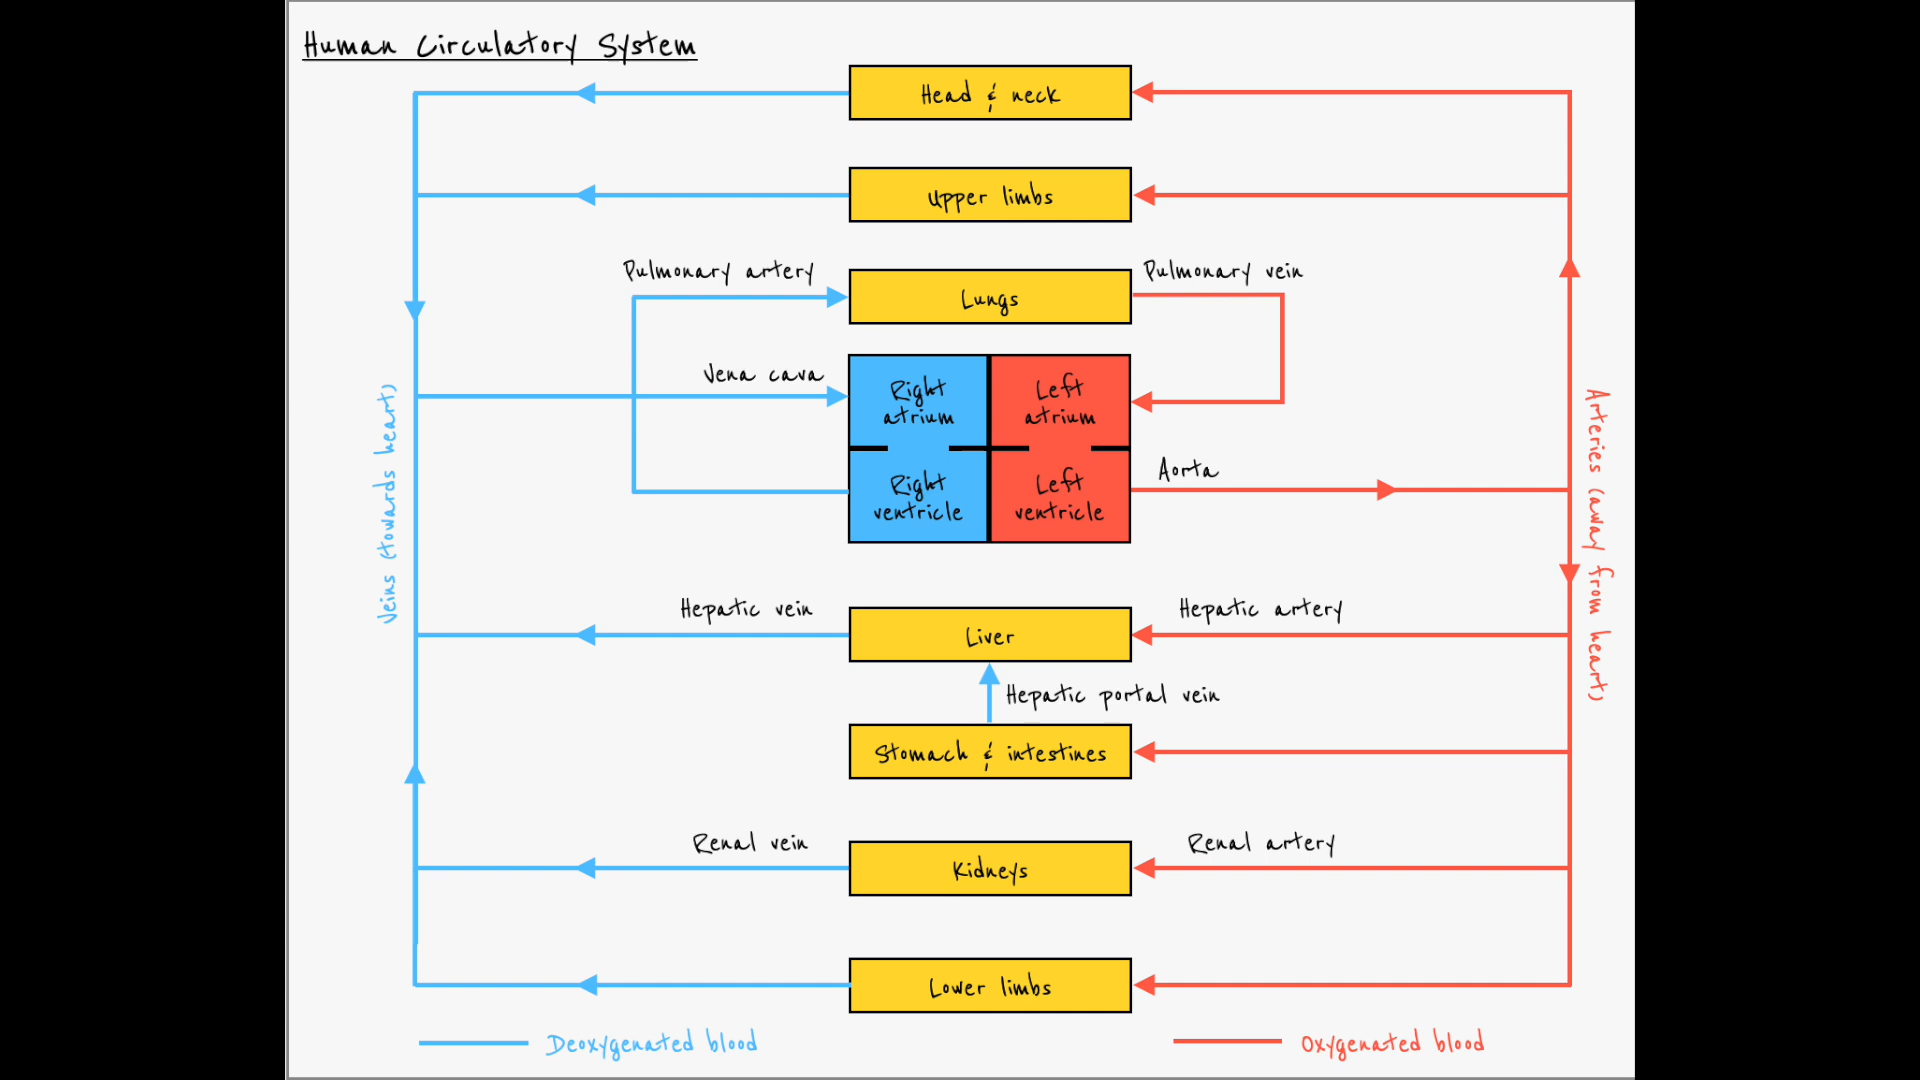 Human Circulatory System
Head & neck
Upper limbs
Pulmonary artery
Pulmonary vein
Lungs
Vena cava
Right
atrium
Left
atrium
Aorta
Right
ventricle
Left
ventricle
Veins (towards heart)
Arteries (away from heart)
Hepatic vein
Liver
Hepatic artery
Hepatic portal vein
Stomach & intestines
Renal vein
Kidneys
Renal artery
Lower limbs
Deoxygenated blood
Oxygenated blood